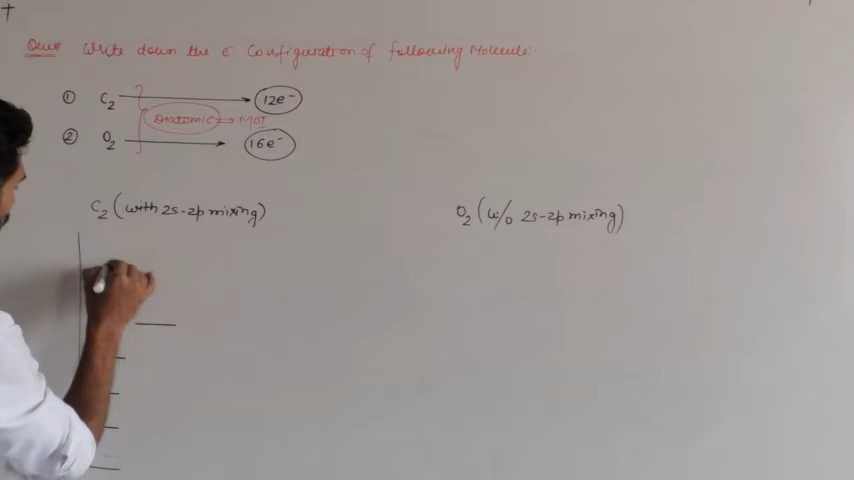 Ques Write down the e⁻ Configuration of following Molecule:-
① C₂ → 12e⁻
Diatomic ⇒ MOT
② O₂ → 16e⁻
C₂ (with 2s-2p mixing)
O₂ (w/o 2s-2p mixing)